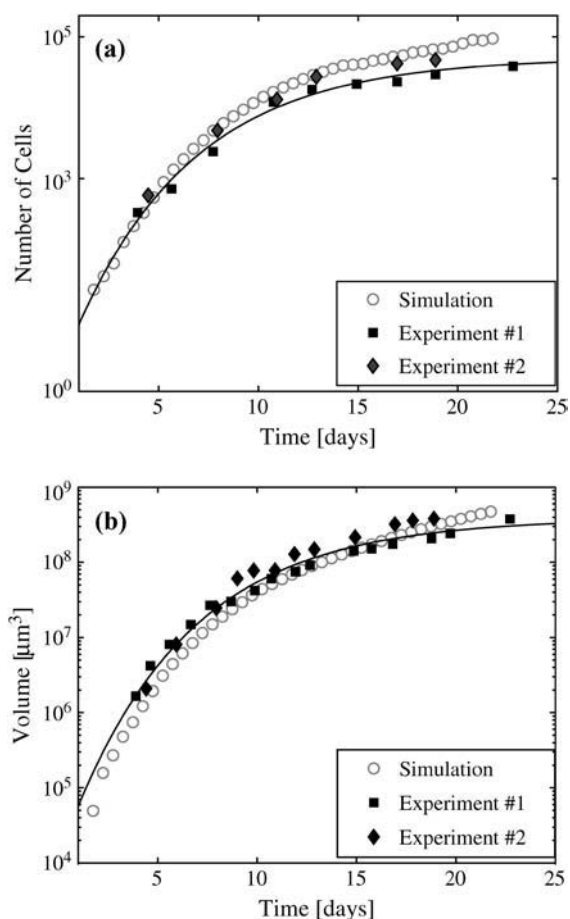 (a)
10^5
10^3
10^0
Number of Cells
Simulation
Experiment #1
Experiment #2
5 10 15 20 25
Time [days]
(b)
10^9
10^8
10^7
10^6
10^5
10^4
Volume [μm^3]
Simulation
Experiment #1
Experiment #2
5 10 15 20 25
Time [days]